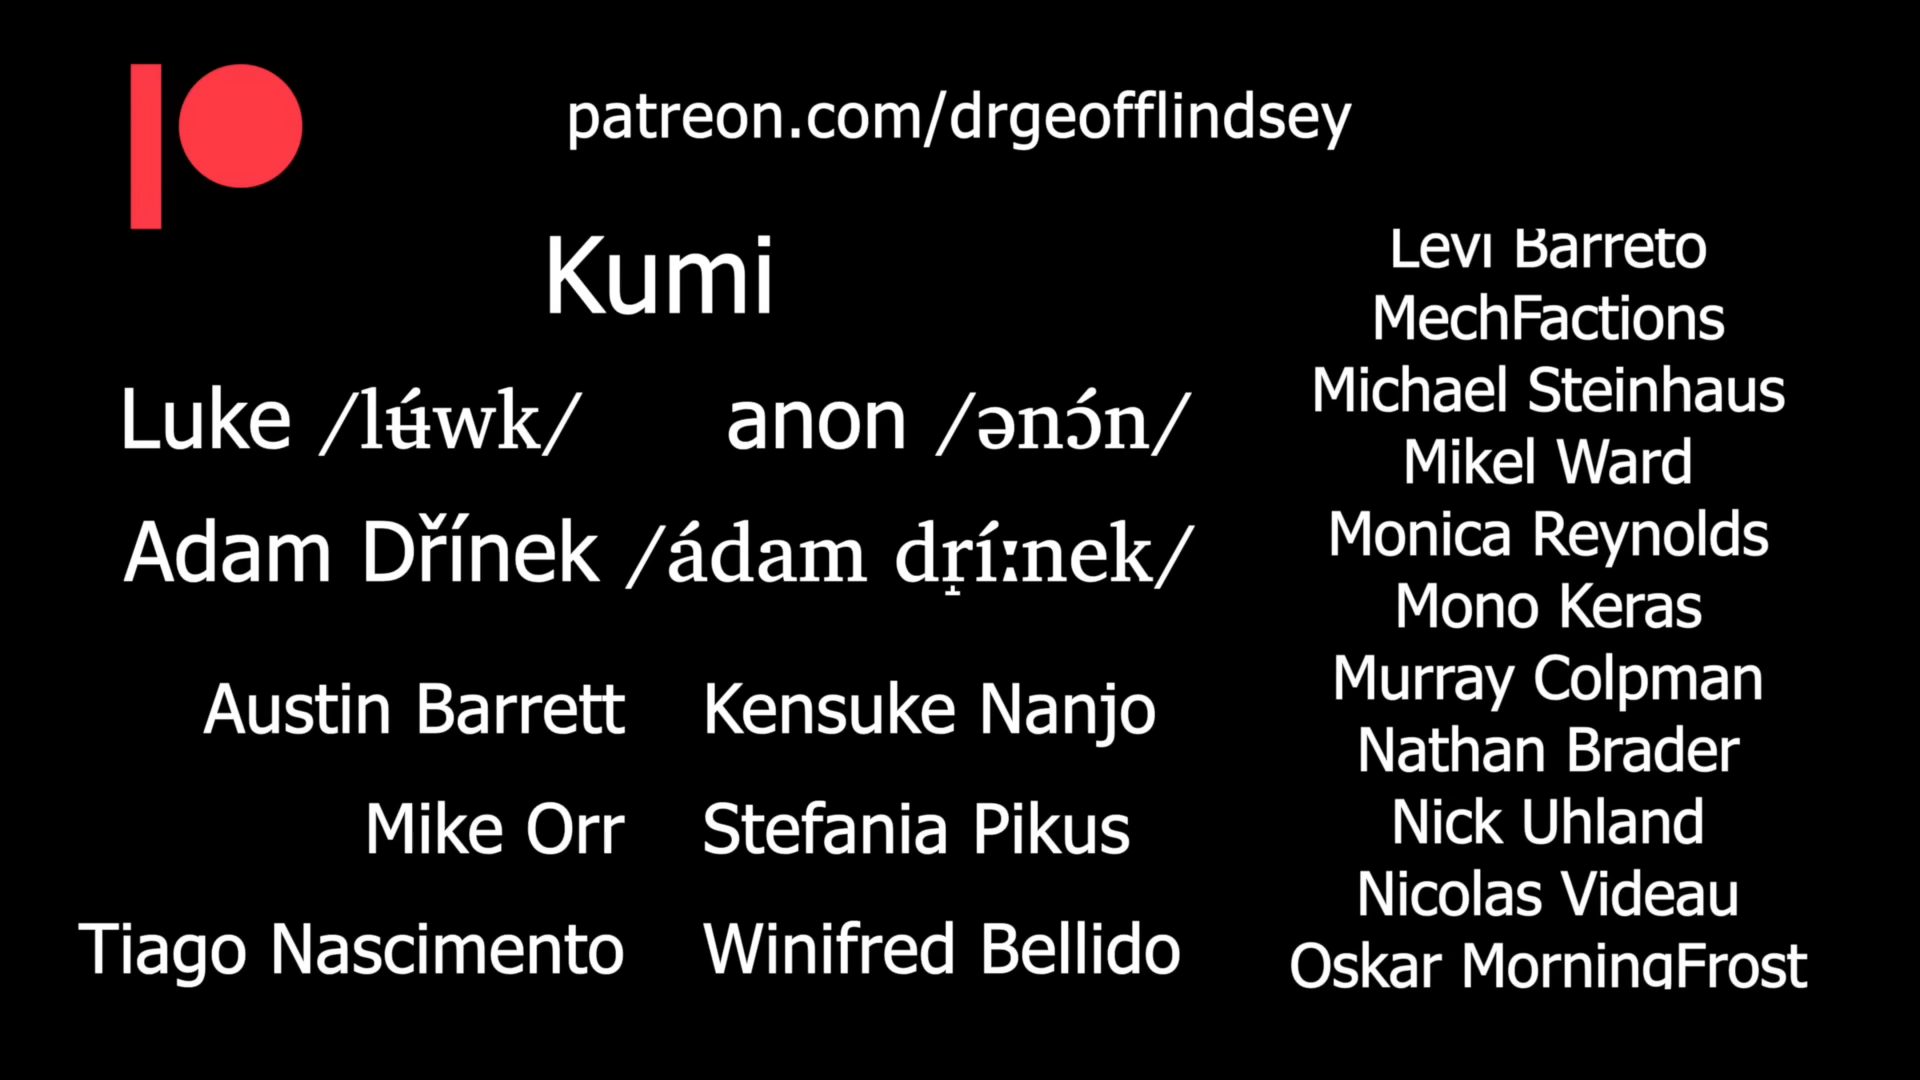 patreon.com/drgeofflindsey
Kumi
Luke /lʉ́wk/ anon /ənɔ́n/
Adam Dřínek /ádam dr̝íːnek/
Austin Barrett Kensuke Nanjo
Mike Orr Stefania Pikus
Tiago Nascimento Winifred Bellido
Levi Barreto
MechFactions
Michael Steinhaus
Mikel Ward
Monica Reynolds
Mono Keras
Murray Colpman
Nathan Brader
Nick Uhland
Nicolas Videau
Oskar MorningFrost